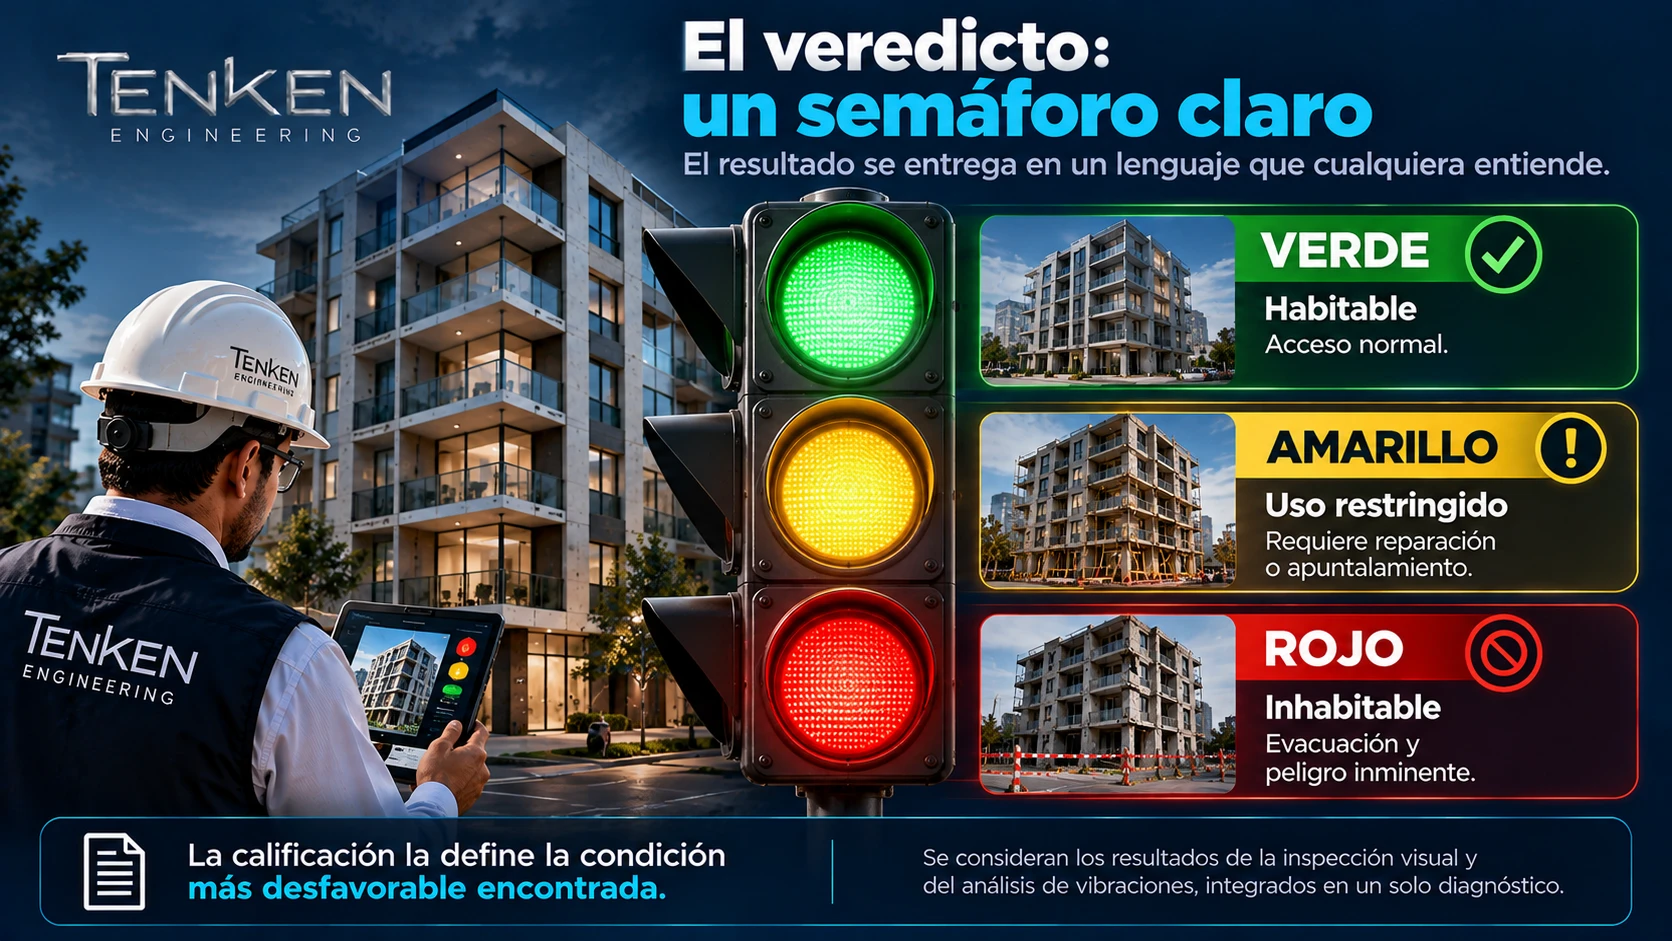 TENKEN
ENGINEERING
El veredicto:
un semáforo claro
El resultado se entrega en un lenguaje que cualquiera entiende.
VERDE
Habitable
Acceso normal.
AMARILLO
Uso restringido
Requiere reparación
o apuntalamiento.
ROJO
Inhabitable
Evacuación y
peligro inminente.
TENKEN
ENGINEERING
TENKEN
ENGINEERING
La calificación la define la condición
más desfavorable encontrada.
Se consideran los resultados de la inspección visual y
del análisis de vibraciones, integrados en un solo diagnóstico.